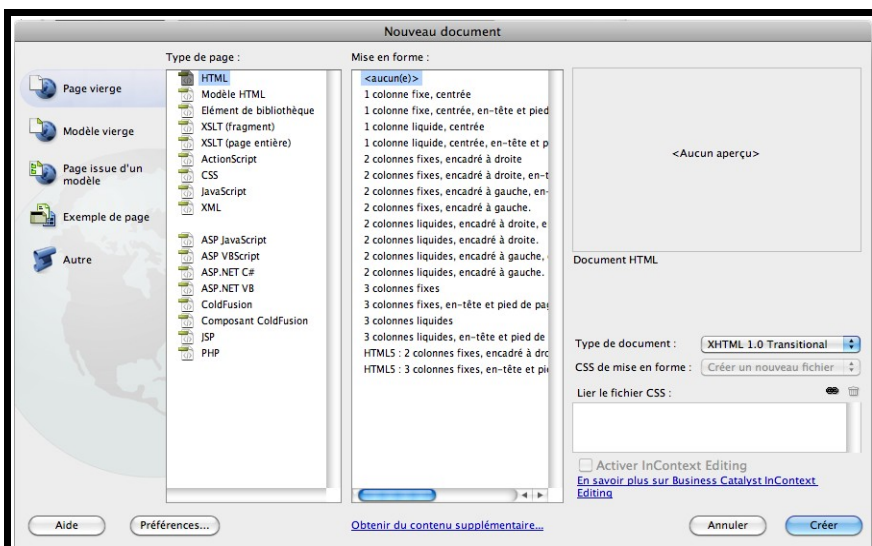 Nouveau document
Page vierge
Modèle vierge
Page issue d'un
modèle
Exemple de page
Autre
Type de page :
HTML
Modèle HTML
Elément de bibliothèque
XSLT (fragment)
XSLT (page entière)
ActionScript
CSS
JavaScript
XML
ASP JavaScript
ASP VBScript
ASP.NET C#
ASP.NET VB
ColdFusion
Composant ColdFusion
JSP
PHP
Mise en forme :
<aucun(e)>
1 colonne fixe, centrée
1 colonne fixe, centrée, en-tête et pied
1 colonne liquide, centrée
1 colonne liquide, centrée, en-tête et p
2 colonnes fixes, encadré à droite
2 colonnes fixes, encadré à droite, en-t
2 colonnes fixes, encadré à gauche, en-
2 colonnes fixes, encadré à gauche.
2 colonnes liquides, encadré à droite, e
2 colonnes liquides, encadré à droite.
2 colonnes liquides, encadré à gauche,
2 colonnes liquides, encadré à gauche.
3 colonnes fixes
3 colonnes fixes, en-tête et pied de pag
3 colonnes liquides
3 colonnes liquides, en-tête et pied de
HTML5 : 2 colonnes fixes, encadré à dro
HTML5 : 3 colonnes fixes, en-tête et pie
<Aucun aperçu>
Document HTML
Type de document : XHTML 1.0 Transitional
CSS de mise en forme : Créer un nouveau fichier
Lier le fichier CSS :
Activer InContext Editing
En savoir plus sur Business Catalyst InContext
Editing
Aide
Préférences...
Obtenir du contenu supplémentaire...
Annuler
Créer